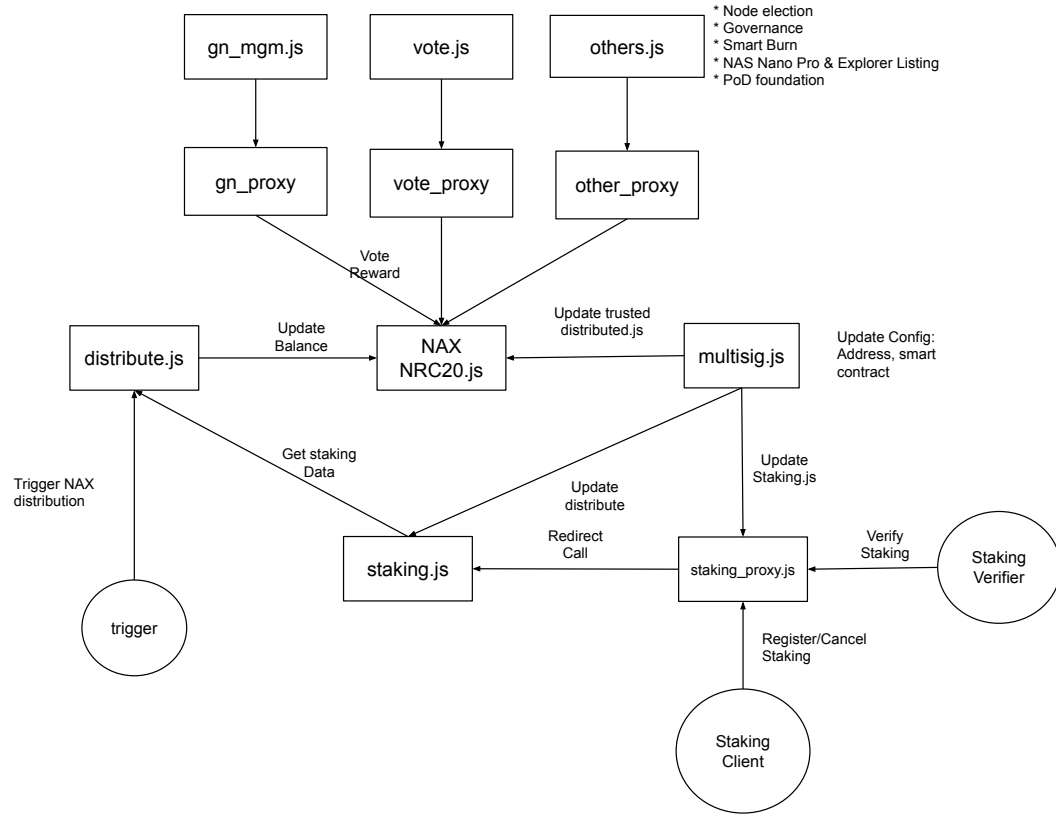 gn_mgm.js
vote.js
others.js
* Node election
* Governance
* Smart Burn
* NAS Nano Pro & Explorer Listing
* PoD foundation
gn_proxy
vote_proxy
other_proxy
Vote
Reward
Update trusted
distributed.js
Update
Balance
distribute.js
NAX
NRC20.js
multisig.js
Update Config:
Address, smart
contract
Get staking
Data
Update
Staking.js
Trigger NAX
distribution
Update
distribute
Redirect
Call
Verify
Staking
staking.js
staking_proxy.js
Staking
Verifier
trigger
Register/Cancel
Staking
Staking
Client